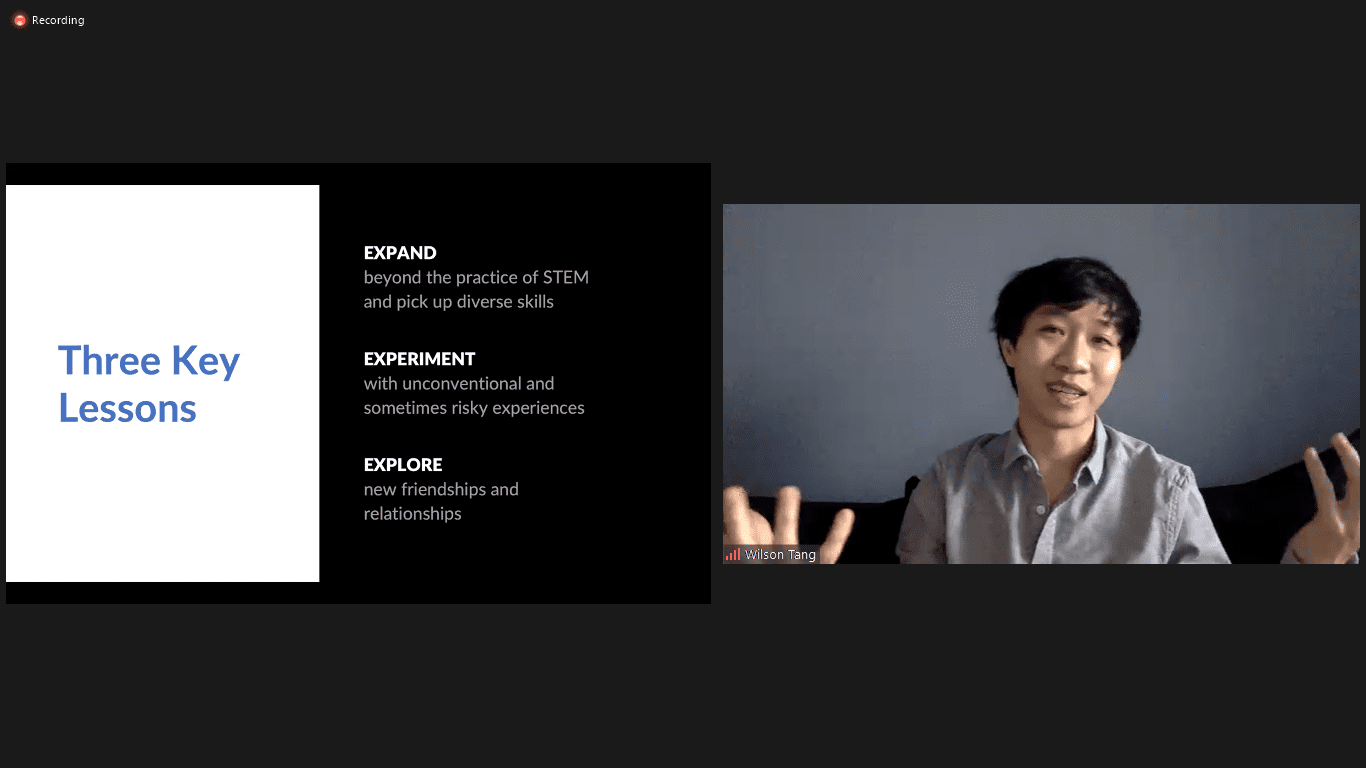 Recording
Three Key
Lessons
EXPAND
beyond the practice of STEM
and pick up diverse skills
EXPERIMENT
with unconventional and
sometimes risky experiences
EXPLORE
new friendships and
relationships
Wilson Tang